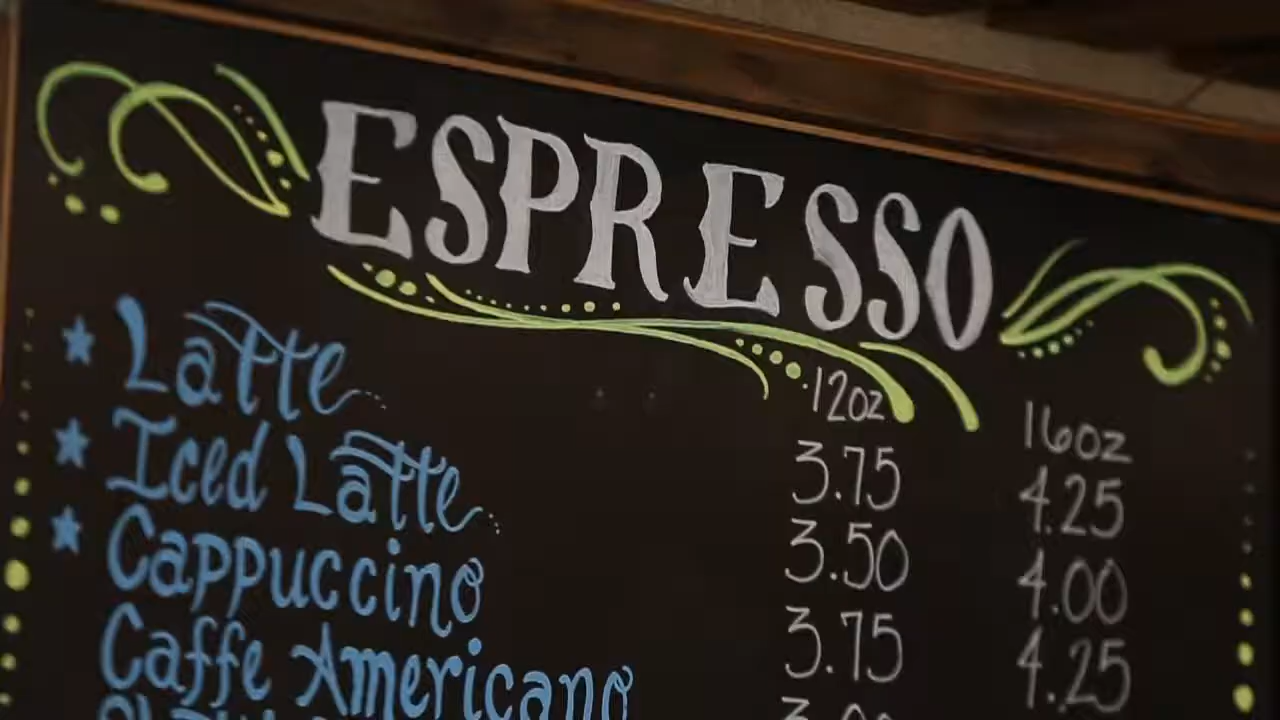 ESPRESSO
12oz 16oz
Latte 3.75 4.25
Iced Latte 3.50 4.00
Cappuccino 3.75 4.25
Caffe Americano